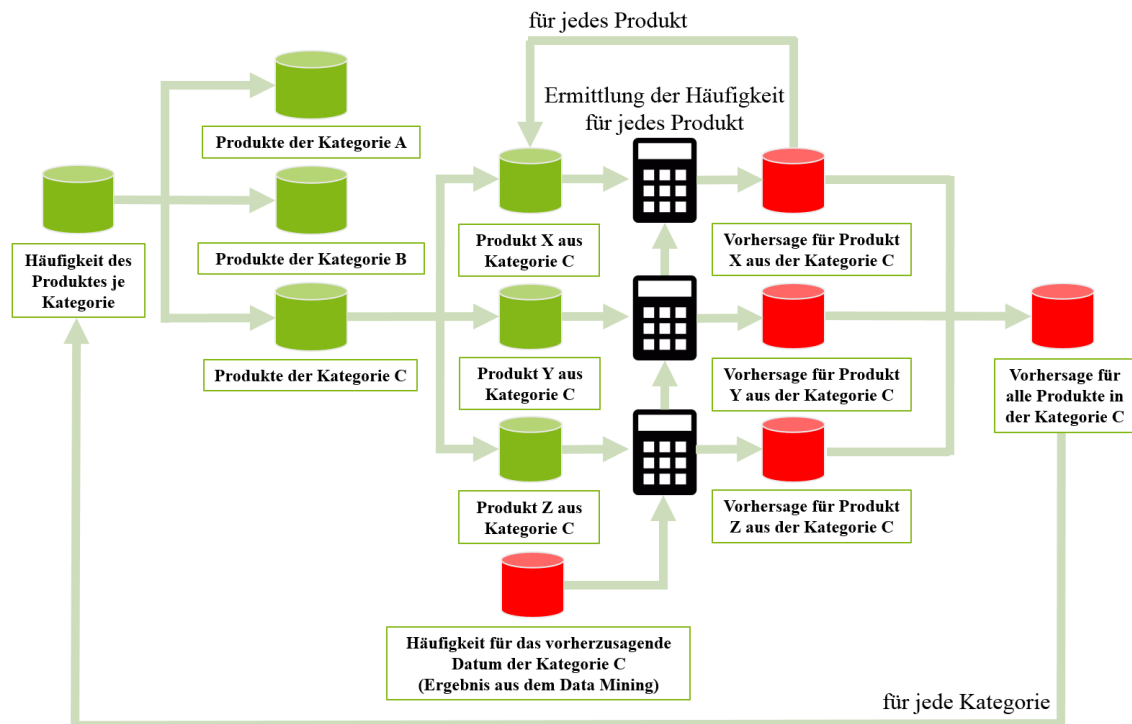 für jedes Produkt
Ermittlung der Häufigkeit
für jedes Produkt
Produkte der Kategorie A
Häufigkeit des
Produktes je
Kategorie
Produkte der Kategorie B
Produkte der Kategorie C
Produkt X aus
Kategorie C
Vorhersage für Produkt
X aus der Kategorie C
Produkt Y aus
Kategorie C
Vorhersage für Produkt
Y aus der Kategorie C
Vorhersage für
alle Produkte in
der Kategorie C
Produkt Z aus
Kategorie C
Vorhersage für Produkt
Z aus der Kategorie C
Häufigkeit für das vorherzusagende
Datum der Kategorie C
(Ergebnis aus dem Data Mining)
für jede Kategorie